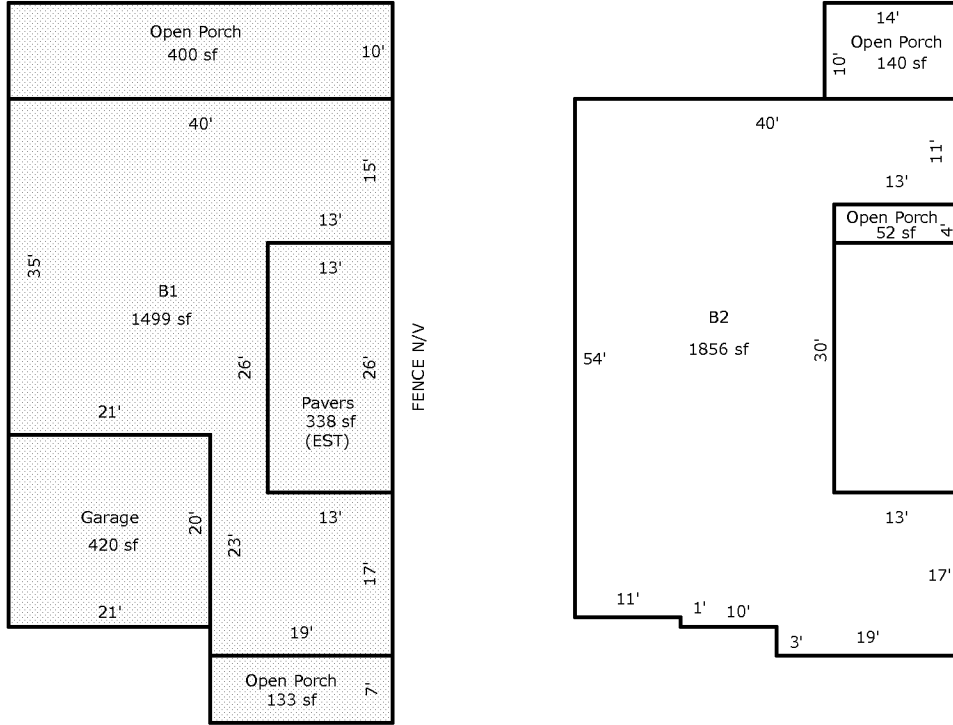 Open Porch
400 sf
10'
40'
15'
13'
13'
35'
B1
1499 sf
26'
26'
FENCE N/V
Pavers
338 sf
(EST)
21'
Garage
420 sf
20'
23'
13'
17'
21'
19'
Open Porch
133 sf
7'
14'
Open Porch
140 sf
10'
40'
11'
13'
Open Porch
52 sf
4'
B2
1856 sf
54'
30'
13'
17'
11'
1'
10'
3'
19'